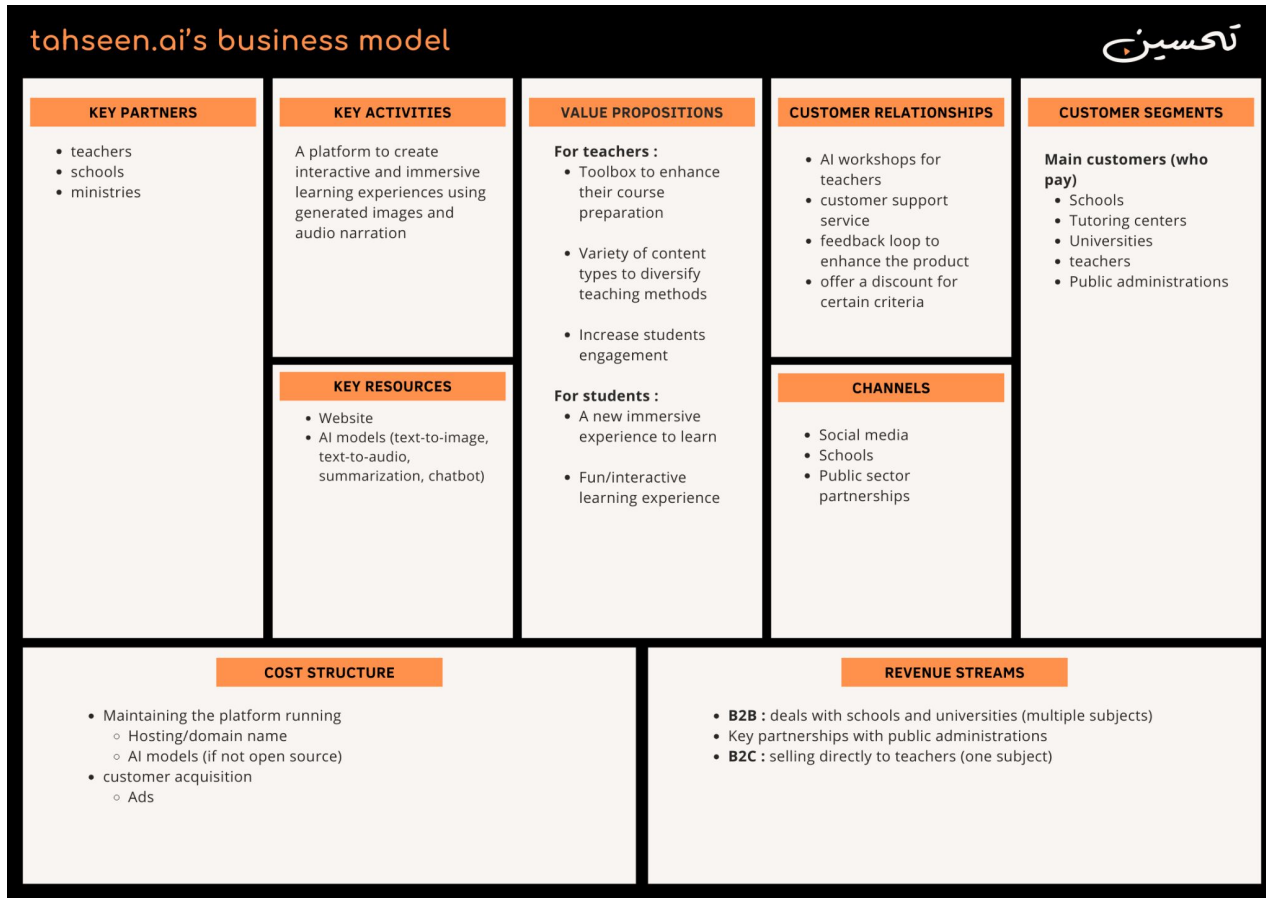 tahseen.ai’s business model
تحسين
KEY PARTNERS
• teachers
• schools
• ministries
KEY ACTIVITIES
A platform to create
interactive and immersive
learning experiences using
generated images and
audio narration
KEY RESOURCES
• Website
• AI models (text-to-image,
text-to-audio,
summarization, chatbot)
VALUE PROPOSITIONS
For teachers :
• Toolbox to enhance
their course
preparation
• Variety of content
types to diversify
teaching methods
• Increase students
engagement
For students :
• A new immersive
experience to learn
• Fun/interactive
learning experience
CUSTOMER RELATIONSHIPS
• AI workshops for
teachers
• customer support
service
• feedback loop to
enhance the product
• offer a discount for
certain criteria
CHANNELS
• Social media
• Schools
• Public sector
partnerships
CUSTOMER SEGMENTS
Main customers (who
pay)
• Schools
• Tutoring centers
• Universities
• teachers
• Public administrations
COST STRUCTURE
• Maintaining the platform running
◦ Hosting/domain name
◦ AI models (if not open source)
• customer acquisition
◦ Ads
REVENUE STREAMS
• B2B : deals with schools and universities (multiple subjects)
• Key partnerships with public administrations
• B2C : selling directly to teachers (one subject)